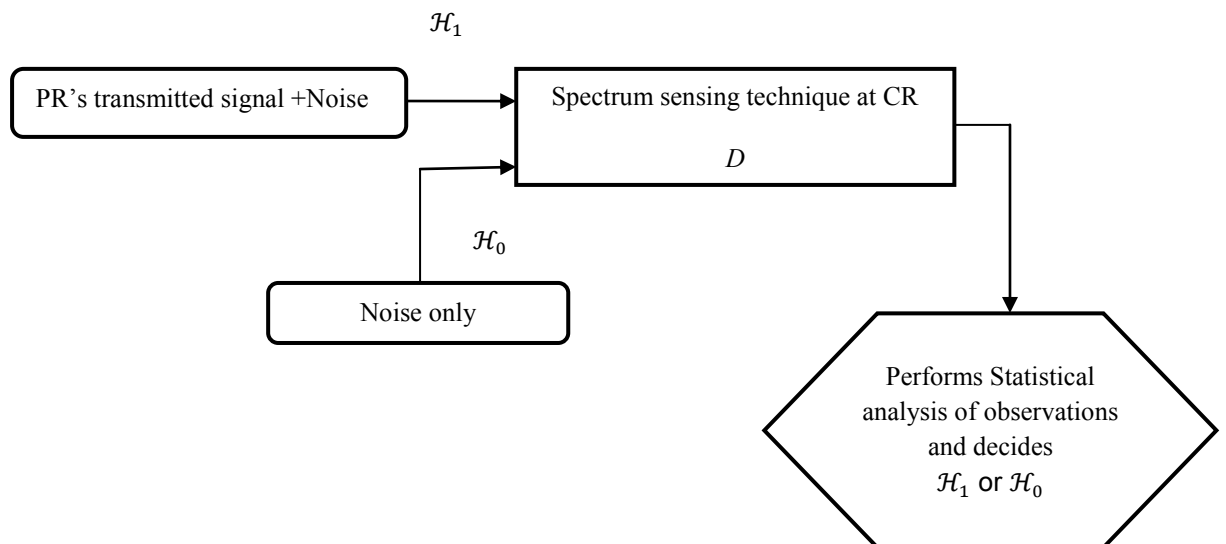 ℋ₁
PR’s transmitted signal +Noise
Spectrum sensing technique at CR
D
ℋ₀
Noise only
Performs Statistical
analysis of observations
and decides
ℋ₁ or ℋ₀